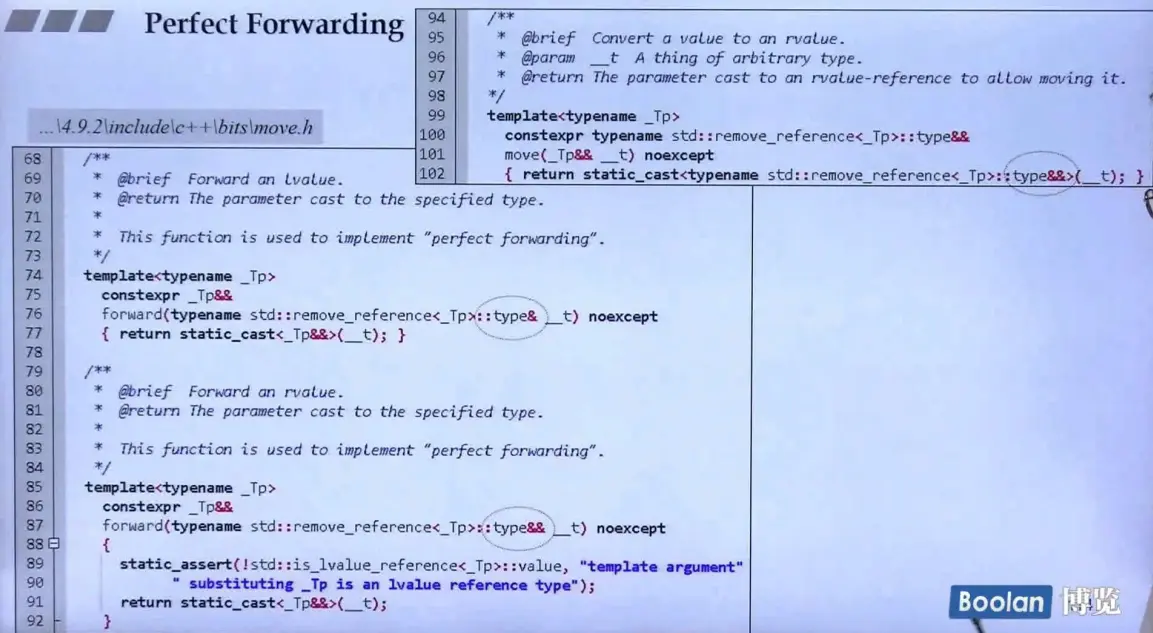 Perfect Forwarding
...\4.9.2\include\c++\bits\move.h
68 /**
69 * @brief Forward an lvalue.
70 * @return The parameter cast to the specified type.
71 *
72 * This function is used to implement "perfect forwarding".
73 */
74 template<typename _Tp>
75 constexpr _Tp&&
76 forward(typename std::remove_reference<_Tp>::type& __t) noexcept
77 { return static_cast<_Tp&&>(__t); }
78
79 /**
80 * @brief Forward an rvalue.
81 * @return The parameter cast to the specified type.
82 *
83 * This function is used to implement "perfect forwarding".
84 */
85 template<typename _Tp>
86 constexpr _Tp&&
87 forward(typename std::remove_reference<_Tp>::type&& __t) noexcept
88 {
89 static_assert(!std::is_lvalue_reference<_Tp>::value, "template argument"
90 " substituting _Tp is an lvalue reference type");
91 return static_cast<_Tp&&>(__t);
92 }
94 /**
95 * @brief Convert a value to an rvalue.
96 * @param __t A thing of arbitrary type.
97 * @return The parameter cast to an rvalue-reference to allow moving it.
98 */
99 template<typename _Tp>
100 constexpr typename std::remove_reference<_Tp>::type&&
101 move(_Tp&& __t) noexcept
102 { return static_cast<typename std::remove_reference<_Tp>::type&&>(__t); }
Boolan 博览